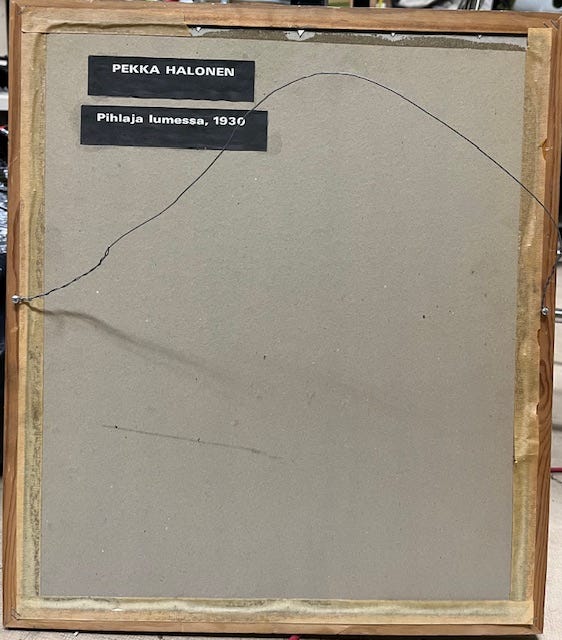 PEKKA HALONEN
Pihlaja lumessa, 1930